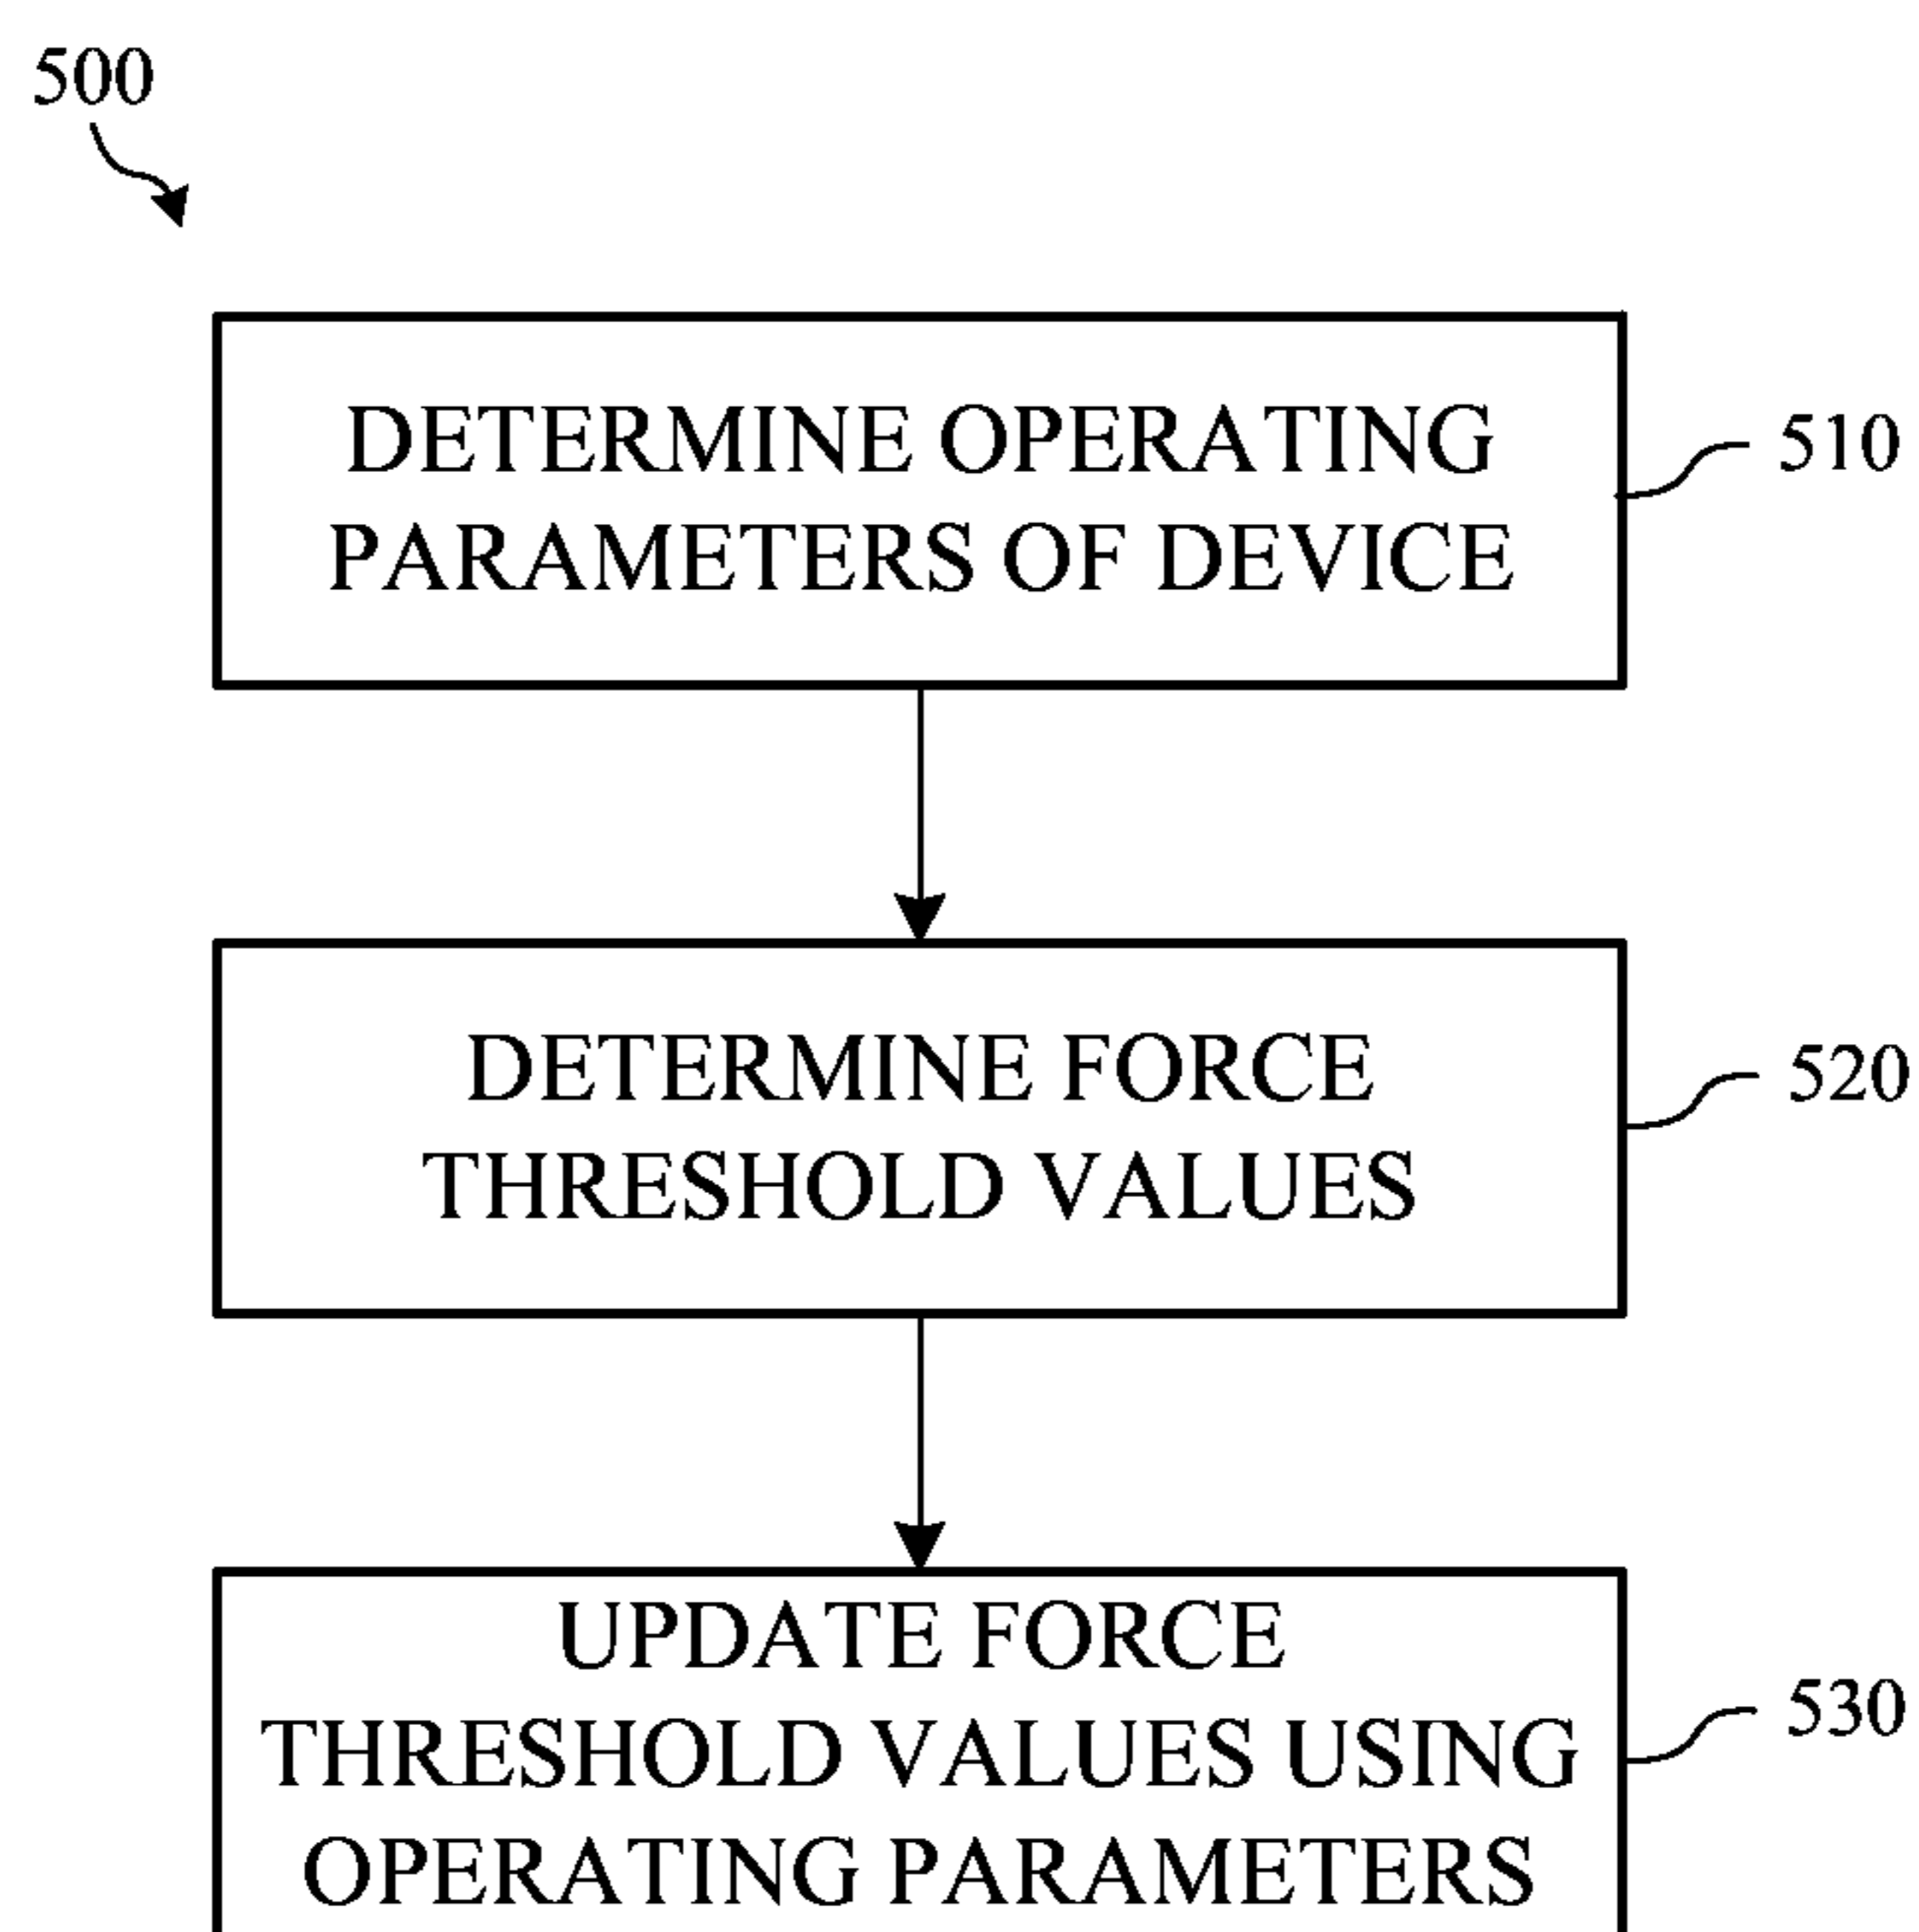 500
DETERMINE OPERATING
PARAMETERS OF DEVICE
510
DETERMINE FORCE
THRESHOLD VALUES
520
UPDATE FORCE
THRESHOLD VALUES USING
OPERATING PARAMETERS
530